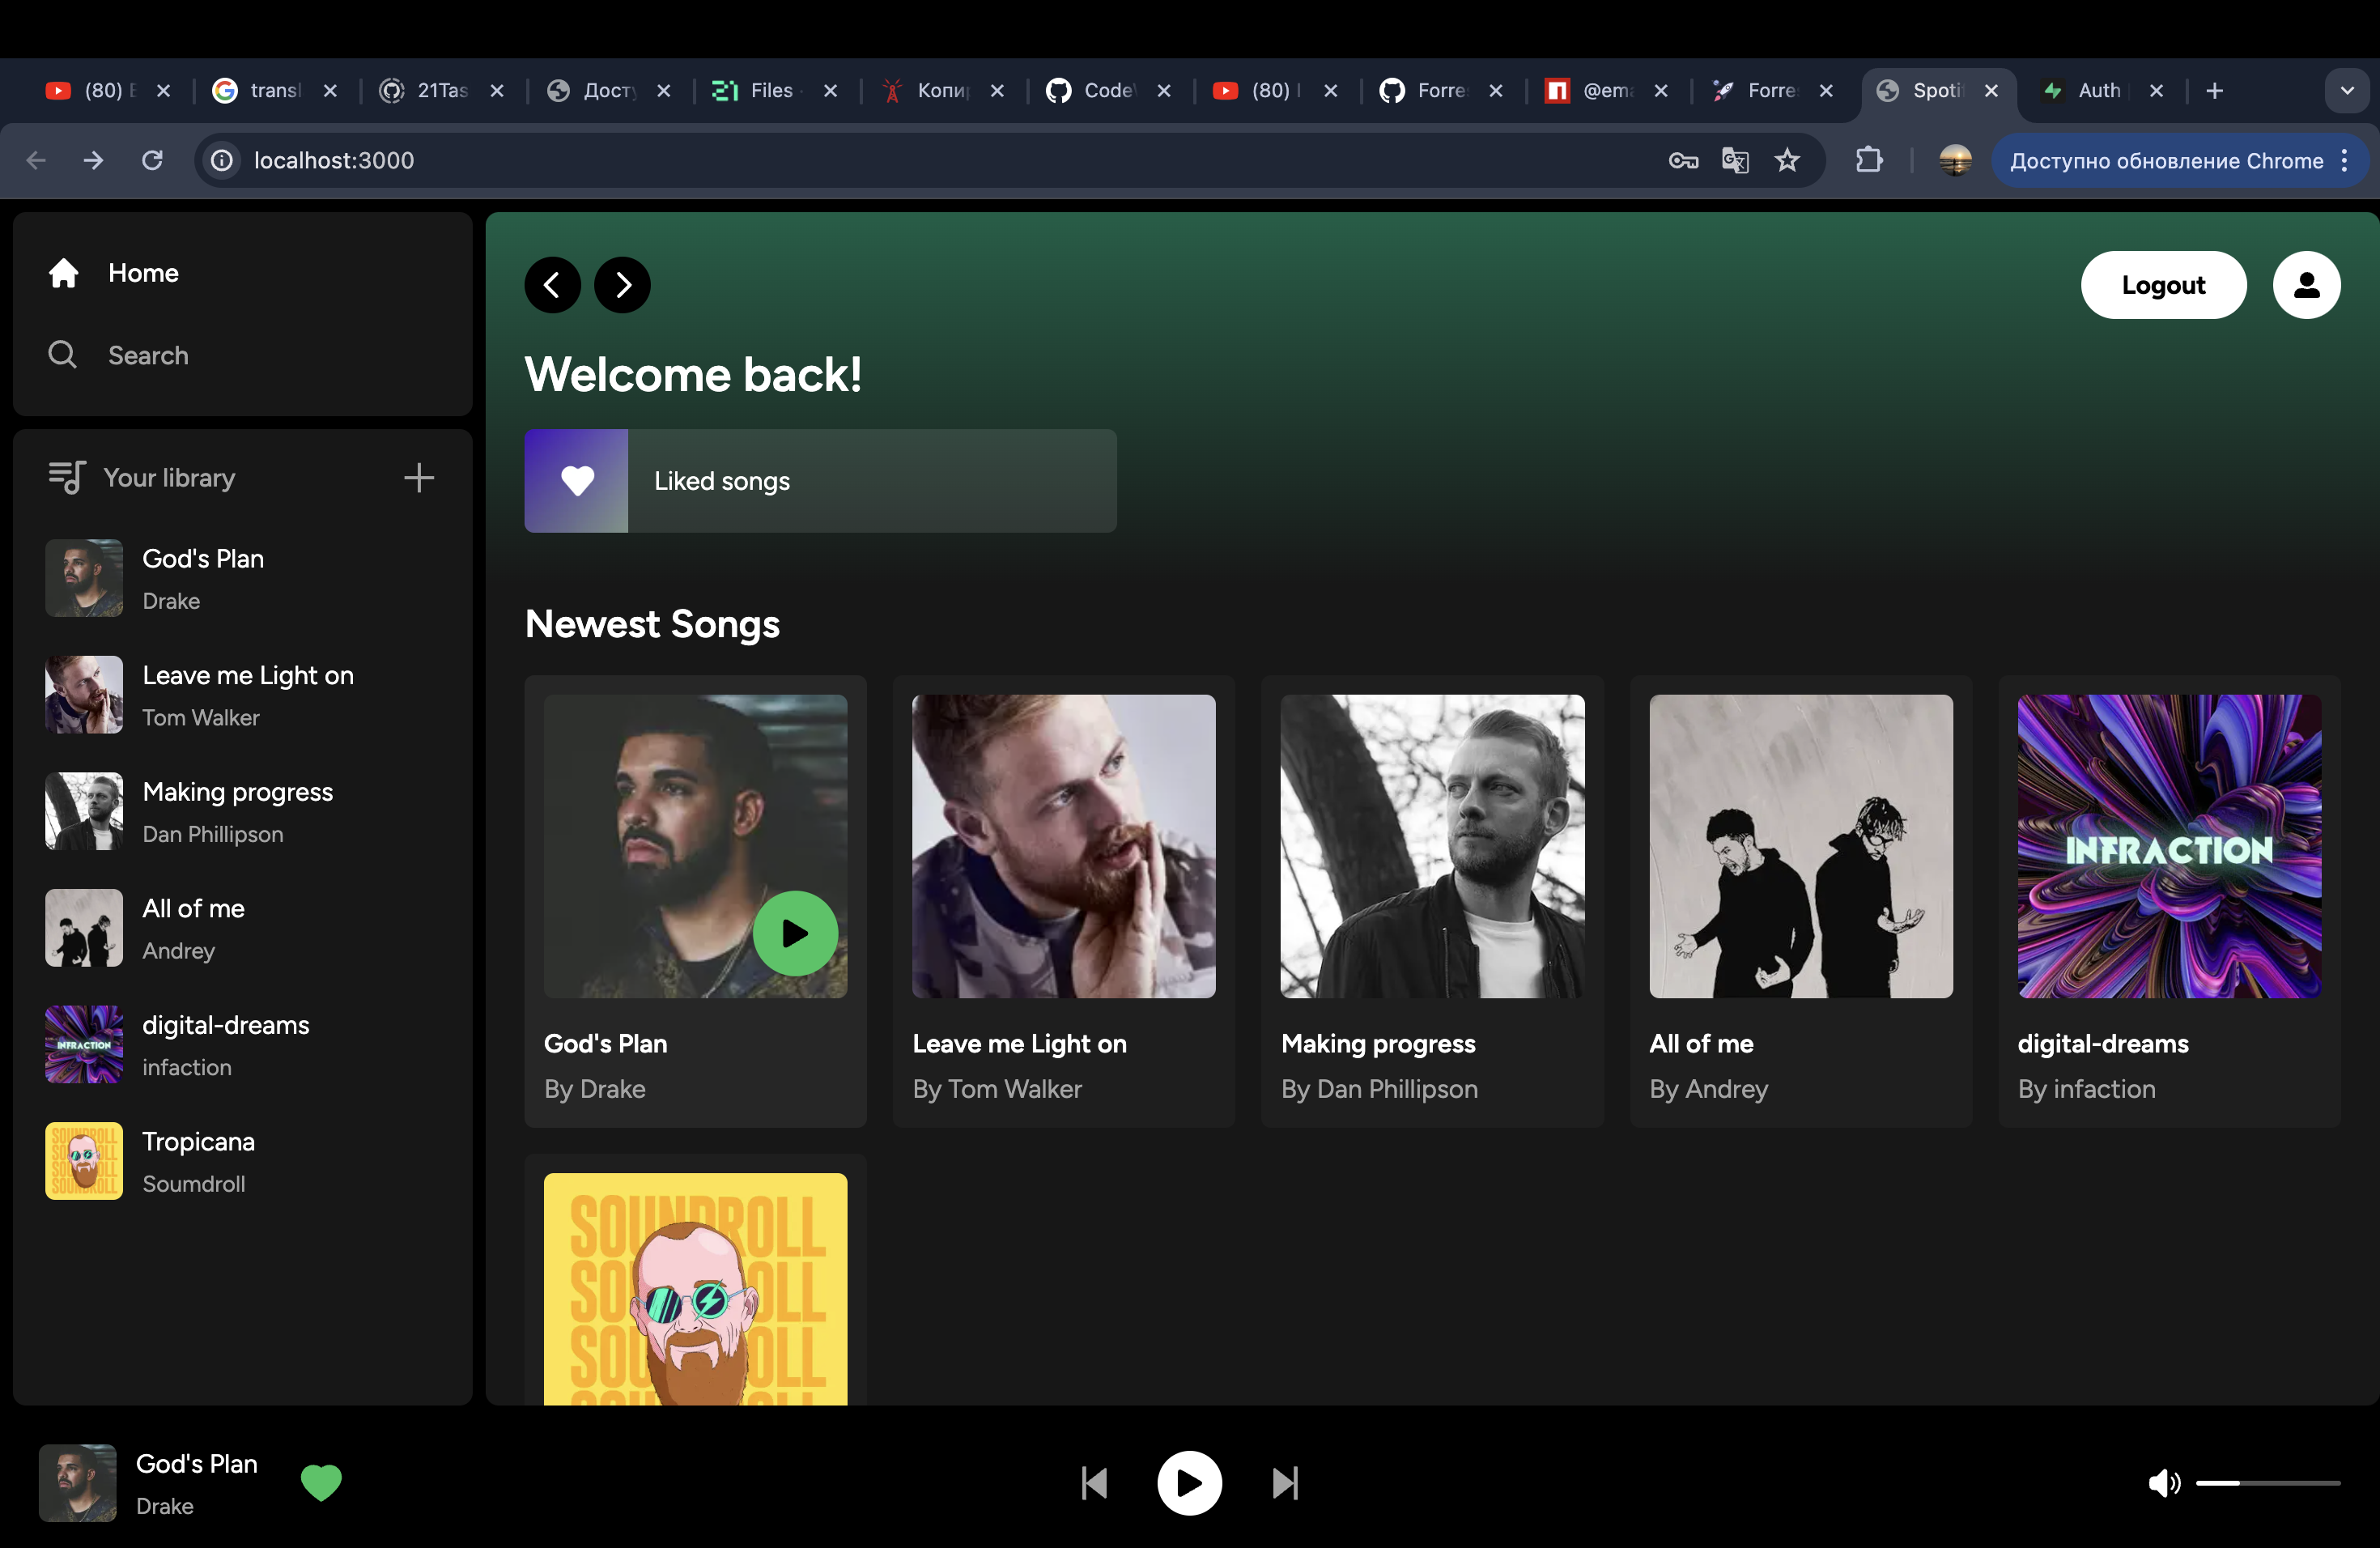 (80)
transl
21Tas
Дост
Files
Копи
Code
(80)
Forre
@ema
Forre
Spoti
Auth
localhost:3000
Доступно обновление Chrome
Home
Search
Your library
God's Plan
Drake
Leave me Light on
Tom Walker
Making progress
Dan Phillipson
All of me
Andrey
INFRACTION
digital-dreams
infaction
SOUNDROLL
Tropicana
Soumdroll
Logout
Welcome back!
Liked songs
Newest Songs
God's Plan
By Drake
Leave me Light on
By Tom Walker
Making progress
By Dan Phillipson
All of me
By Andrey
INFRACTION
digital-dreams
By infaction
SOUNDROLL
God's Plan
Drake